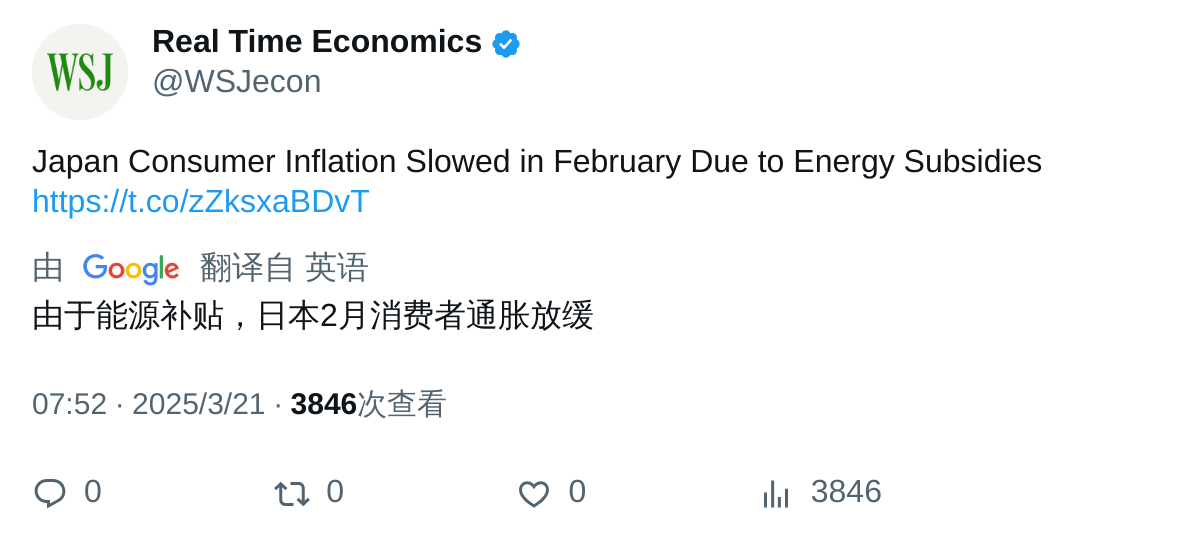 WSJ
Real Time Economics
@WSJecon
Japan Consumer Inflation Slowed in February Due to Energy Subsidies
https://t.co/zZksxaBDvT
由 Google 翻译自 英语
由于能源补贴，日本2月消费者通胀放缓
07:52 · 2025/3/21 · 3846次查看
0 0 0 3846